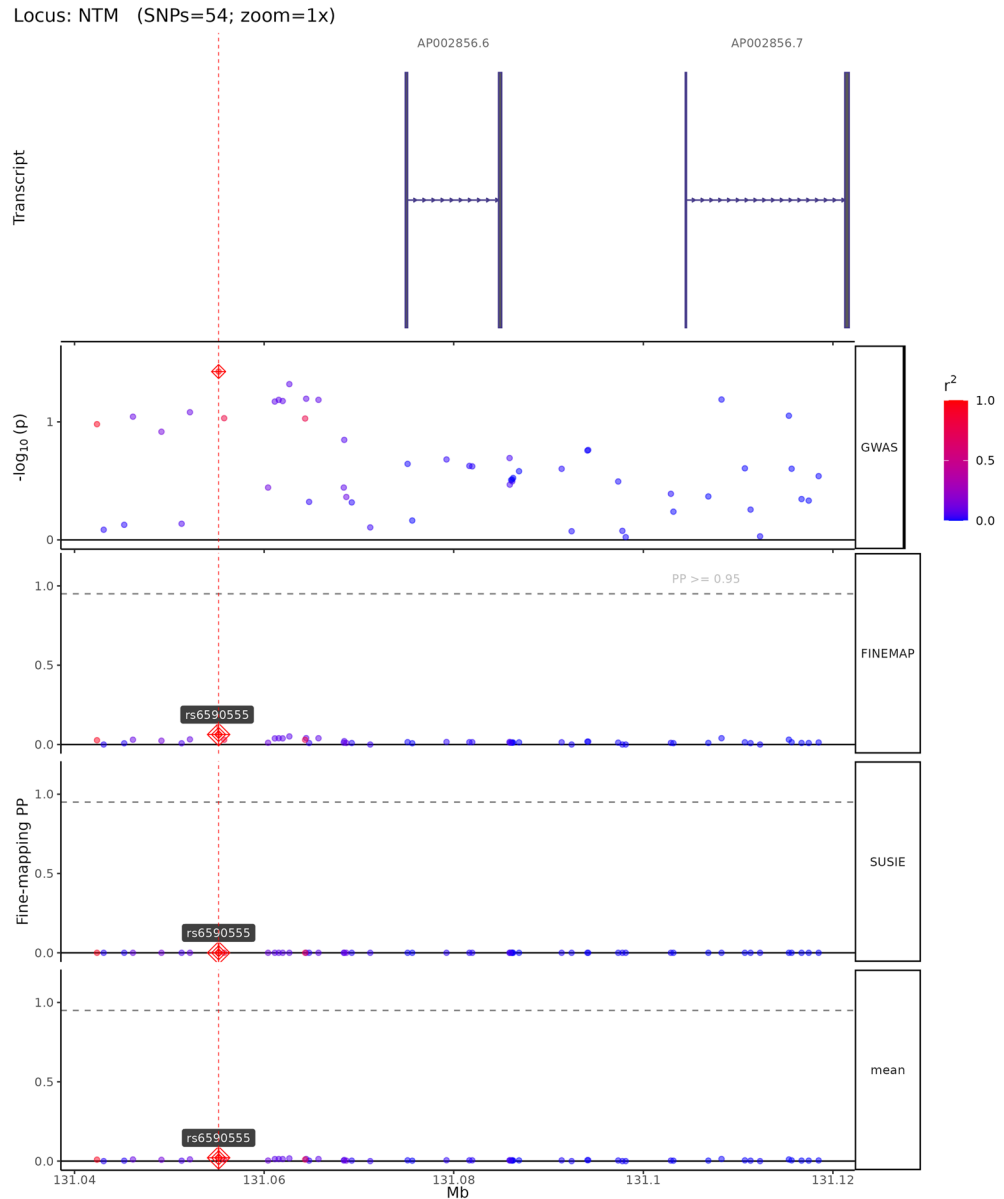 Locus: NTM (SNPs=54; zoom=1x)
AP002856.6
AP002856.7
Transcript
-log10 (p)
1
0
GWAS
r2
1.0
0.5
0.0
PP >= 0.95
1.0
0.5
0.0
rs6590555
FINEMAP
Fine-mapping PP
1.0
0.5
0.0
rs6590555
SUSIE
1.0
0.5
0.0
rs6590555
mean
131.04
131.06
131.08
131.1
131.12
Mb